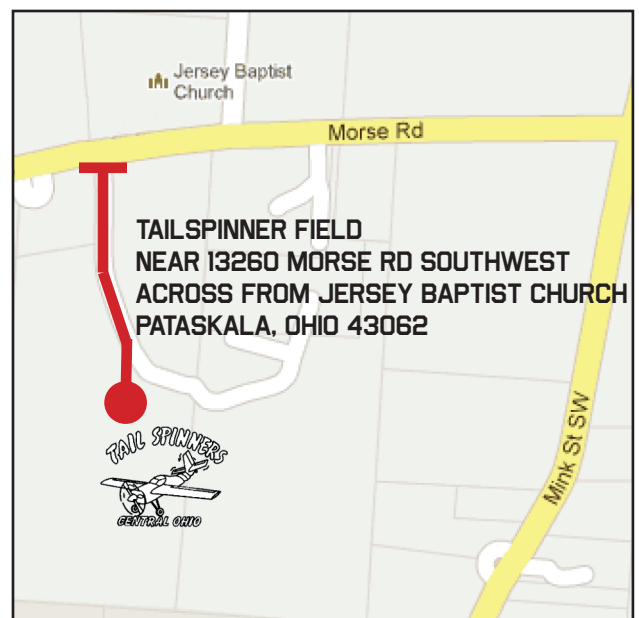 Jersey Baptist
Church
Morse Rd
TAILSPINNER FIELD
NEAR 13260 MORSE RD SOUTHWEST
ACROSS FROM JERSEY BAPTIST CHURCH
PATASKALA, OHIO 43062
Mink St SW
TAIL SPINNERS
CENTRAL OHIO